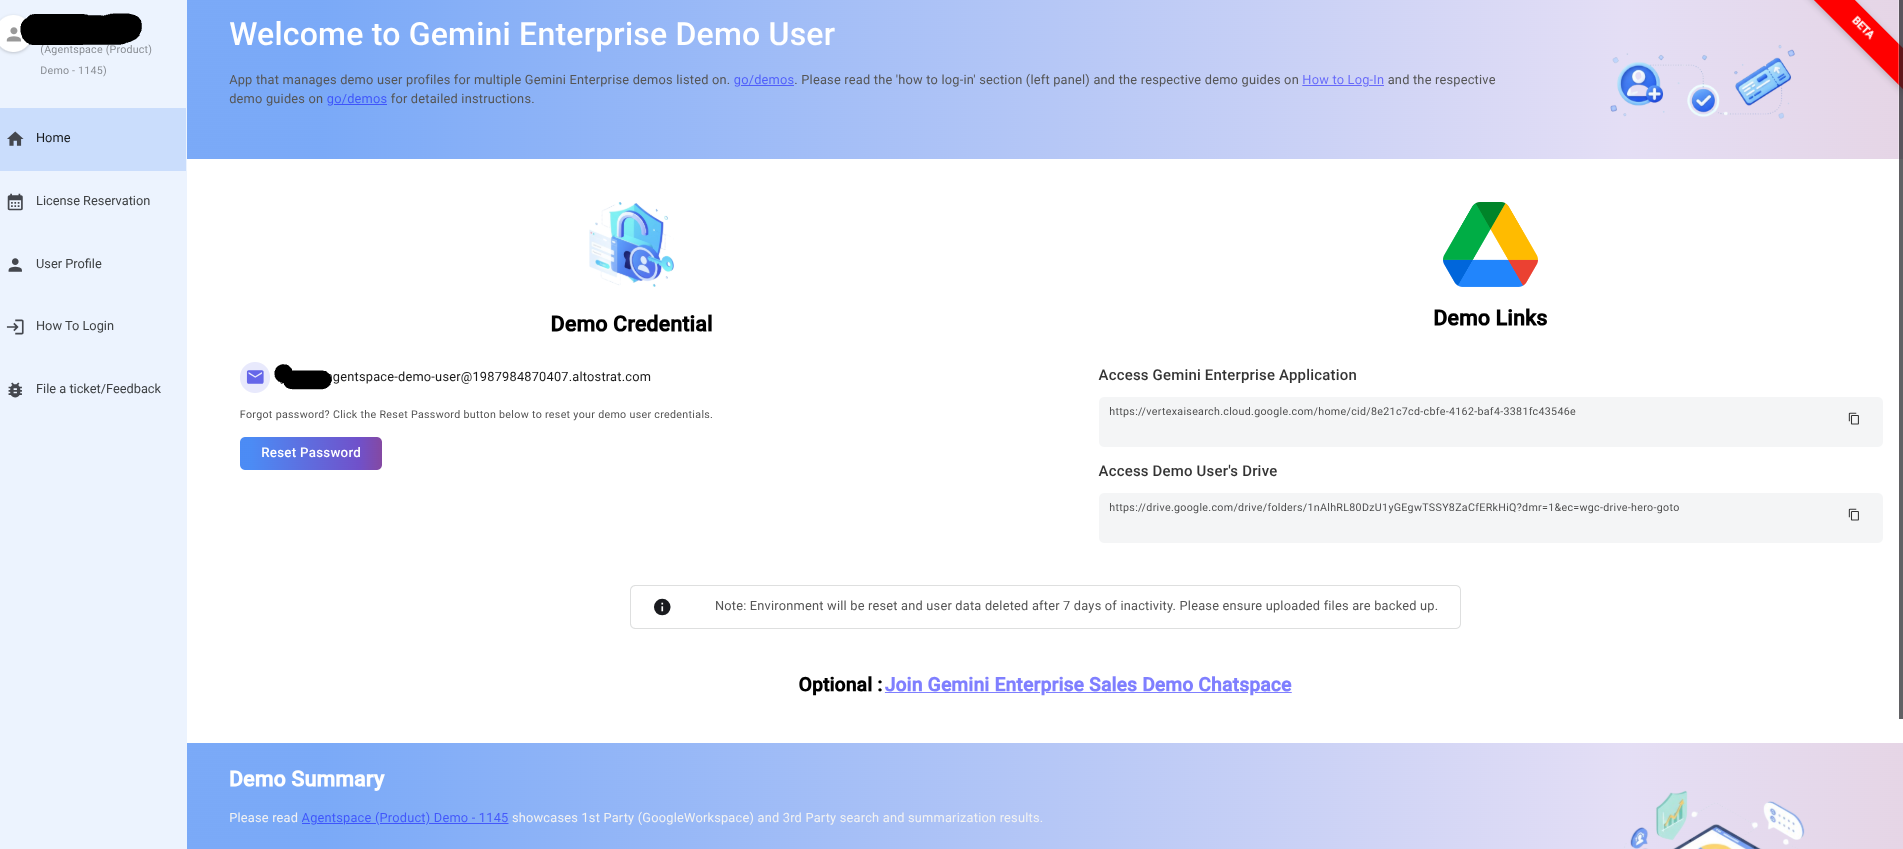 (Agentspace (Product)
Demo - 1145)
Home
License Reservation
User Profile
How To Login
File a ticket/Feedback
BETA
Welcome to Gemini Enterprise Demo User
App that manages demo user profiles for multiple Gemini Enterprise demos listed on. go/demos. Please read the 'how to log-in' section (left panel) and the respective demo guides on How to Log-In and the respective
demo guides on go/demos for detailed instructions.
Demo Credential
gentspace-demo-user@1987984870407.altostrat.com
Forgot password? Click the Reset Password button below to reset your demo user credentials.
Reset Password
Demo Links
Access Gemini Enterprise Application
https://vertexaisearch.cloud.google.com/home/cid/8e21c7cd-cbfe-4162-baf4-3381fc43546e
Access Demo User's Drive
https://drive.google.com/drive/folders/1nAlhRL80DzU1yGEgwTSSY8ZaCfERkHiQ?dmr=1&ec=wgc-drive-hero-goto
Note: Environment will be reset and user data deleted after 7 days of inactivity. Please ensure uploaded files are backed up.
Optional : Join Gemini Enterprise Sales Demo Chatspace
Demo Summary
Please read Agentspace (Product) Demo - 1145 showcases 1st Party (GoogleWorkspace) and 3rd Party search and summarization results.